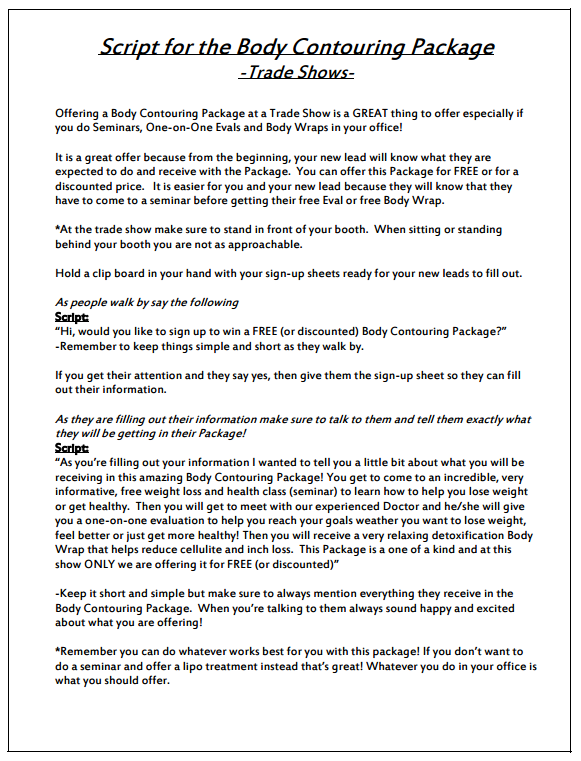 Script for the Body Contouring Package
-Trade Shows-
Offering a Body Contouring Package at a Trade Show is a GREAT thing to offer especially if
you do Seminars, One-on-One Evals and Body Wraps in your office!
It is a great offer because from the beginning, your new lead will know what they are
expected to do and receive with the Package.  You can offer this Package for FREE or for a
discounted price.   It is easier for you and your new lead because they will know that they
have to come to a seminar before getting their free Eval or free Body Wrap.
*At the trade show make sure to stand in front of your booth.  When sitting or standing
behind your booth you are not as approachable.
Hold a clip board in your hand with your sign-up sheets ready for your new leads to fill out.
As people walk by say the following
Script:
“Hi, would you like to sign up to win a FREE (or discounted) Body Contouring Package?”
-Remember to keep things simple and short as they walk by.
If you get their attention and they say yes, then give them the sign-up sheet so they can fill
out their information.
As they are filling out their information make sure to talk to them and tell them exactly what
they will be getting in their Package!
Script:
“As you’re filling out your information I wanted to tell you a little bit about what you will be
receiving in this amazing Body Contouring Package! You get to come to an incredible, very
informative, free weight loss and health class (seminar) to learn how to help you lose weight
or get healthy.  Then you will get to meet with our experienced Doctor and he/she will give
you a one-on-one evaluation to help you reach your goals weather you want to lose weight,
feel better or just get more healthy! Then you will receive a very relaxing detoxification Body
Wrap that helps reduce cellulite and inch loss.  This Package is a one of a kind and at this
show ONLY we are offering it for FREE (or discounted)”
-Keep it short and simple but make sure to always mention everything they receive in the
Body Contouring Package.  When you’re talking to them always sound happy and excited
about what you are offering!
*Remember you can do whatever works best for you with this package! If you don’t want to
do a seminar and offer a lipo treatment instead that’s great! Whatever you do in your office is
what you should offer.